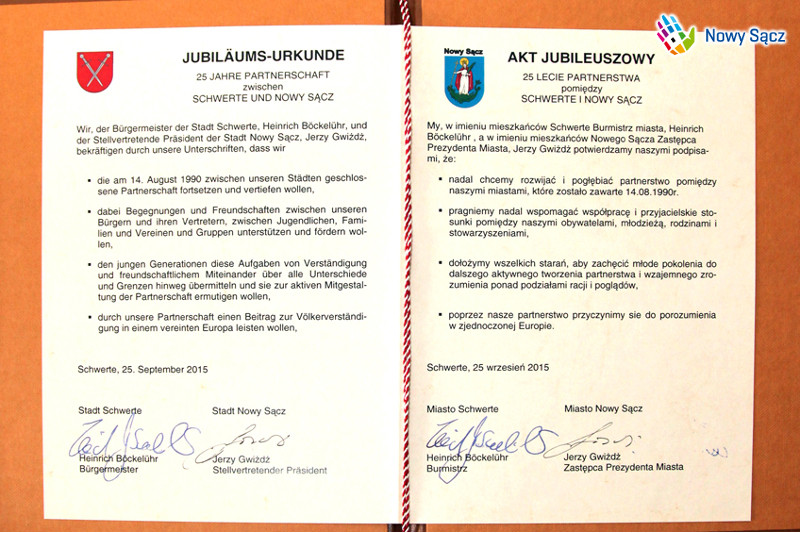 Nowy Sącz
JUBILÄUMS-URKUNDE
25 JAHRE PARTNERSCHAFT
zwischen
SCHWERTE UND NOWY SĄCZ
Wir, der Bürgermeister der Stadt Schwerte, Heinrich Böckelühr, und
der Stellvertretende Präsident der Stadt Nowy Sącz, Jerzy Gwiżdż,
bekräftigen durch unsere Unterschriften, dass wir
• die am 14. August 1990 zwischen unseren Städten geschlos-
sene Partnerschaft fortsetzen und vertiefen wollen,
• dabei Begegnungen und Freundschaften zwischen unseren
Bürgern und ihren Vertretern, zwischen Jugendlichen, Fami-
lien und Vereinen und Gruppen unterstützen und fördern wol-
len,
• den jungen Generationen diese Aufgaben von Verständigung
und freundschaftlichem Miteinander über alle Unterschiede
und Grenzen hinweg übermitteln und sie zur aktiven Mitgestal-
tung der Partnerschaft ermutigen wollen,
• durch unsere Partnerschaft einen Beitrag zur Völkerverständi-
gung in einem vereinten Europa leisten wollen,
Schwerte, 25. September 2015
Stadt Schwerte Stadt Nowy Sącz
Heinrich Böckelühr Jerzy Gwiżdż
Bürgermeister Stellvertretender Präsident
Nowy Sącz
AKT JUBILEUSZOWY
25 LECIE PARTNERSTWA
pomiędzy
SCHWERTE I NOWY SĄCZ
My, w imieniu mieszkańców Schwerte Burmistrz miasta, Heinrich
Böckelühr , a w imieniu mieszkańców Nowego Sącza Zastępca
Prezydenta Miasta, Jerzy Gwiżdż potwierdzamy naszymi podpisa-
mi, że:
• nadal chcemy rozwijać i pogłębiać partnerstwo pomiędzy
naszymi miastami, które zostało zawarte 14.08.1990r.
• pragniemy nadal wspomagać współpracę i przyjacielskie sto-
sunki pomiędzy naszymi obywatelami, młodzieżą, rodzinami i
stowarzyszeniami,
• dołożymy wszelkich starań, aby zachęcić młode pokolenia do
dalszego aktywnego tworzenia partnerstwa i wzajemnego zro-
zumienia ponad podziałami racji i poglądów,
• poprzez nasze partnerstwo przyczynimy sie do porozumienia
w zjednoczonej Europie.
Schwerte, 25 wrzesień 2015
Miasto Schwerte Miasto Nowy Sącz
Heinrich Böckelühr Jerzy Gwiżdż
Burmistrz Zastępca Prezydenta Miasta